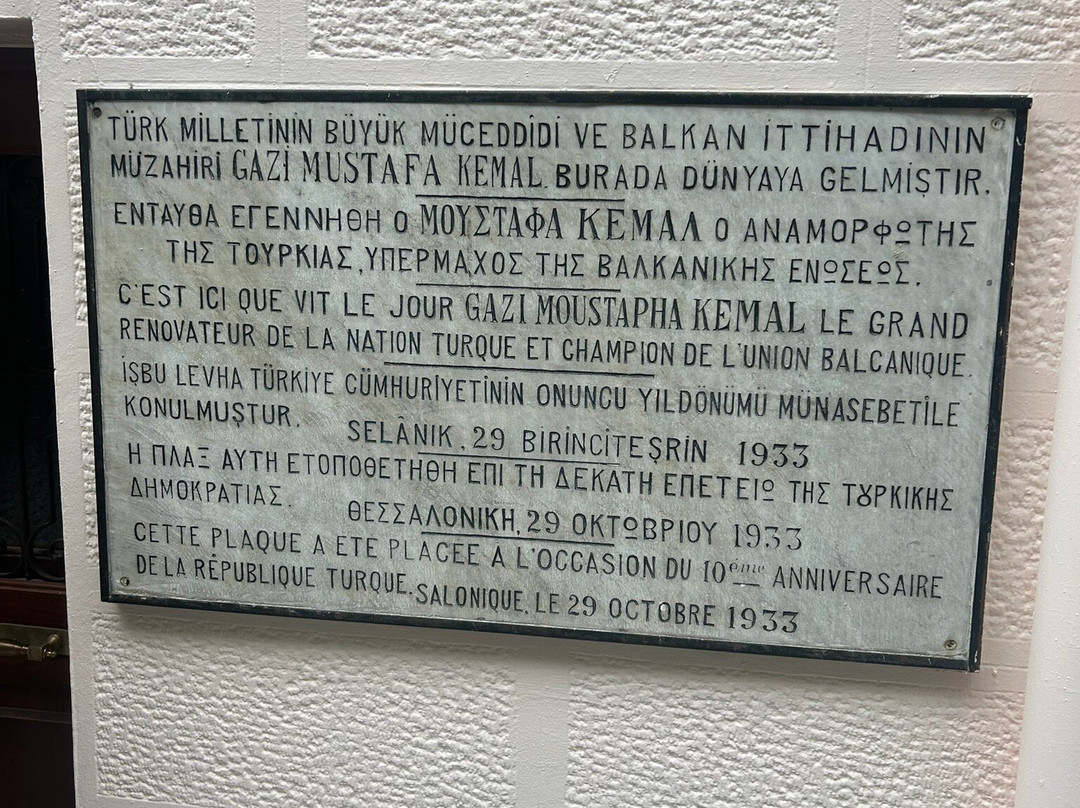 TÜRK MİLLETİNİN BÜYÜK MÜCEDDİDİ VE BALKAN İTTİHADININ
MÜZAHİRİ GAZİ MUSTAFA KEMAL BURADA DÜNYAYA GELMİŞTİR.
ΕΝΤΑΥΘΑ ΕΓΕΝΝΗΘΗ Ο ΜΟΥΣΤΑΦΑ ΚΕΜΑΛ Ο ΑΝΑΜΟΡΦΩΤΗΣ
ΤΗΣ ΤΟΥΡΚΙΑΣ, ΥΠΕΡΜΑΧΟΣ ΤΗΣ ΒΑΛΚΑΝΙΚΗΣ ΕΝΩΣΕΩΣ.
C'EST ICI QUE VIT LE JOUR GAZI MOUSTAPHA KEMAL LE GRAND
RENOVATEUR DE LA NATION TURQUE ET CHAMPION DE L'UNION BALCANIQUE.
İŞBU LEVHA TÜRKİYE CÜMHURİYETİNİN ONUNCU YILDÖNÜMÜ MÜNASEBETİLE
KONULMUŞTUR. SELÂNİK, 29 BİRİNCİTEŞRİN 1933
Η ΠΛΑΞ ΑΥΤΗ ΕΤΟΠΟΘΕΤΗΘΗ ΕΠΙ ΤΗ ΔΕΚΑΤΗ ΕΠΕΤΕΙΩ ΤΗΣ ΤȢΡΚΙΚΗΣ
ΔΗΜΟΚΡΑΤΙΑΣ. ΘΕΣΣΑΛΟΝΙΚΗ, 29 ΟΚΤΩΒΡΙΟΥ 1933
CETTE PLAQUE A ETE PLACEE A L'OCCASION DU 10ème ANNIVERSAIRE
DE LA RÉPUBLIQUE TURQUE. SALONIQUE, LE 29 OCTOBRE 1933